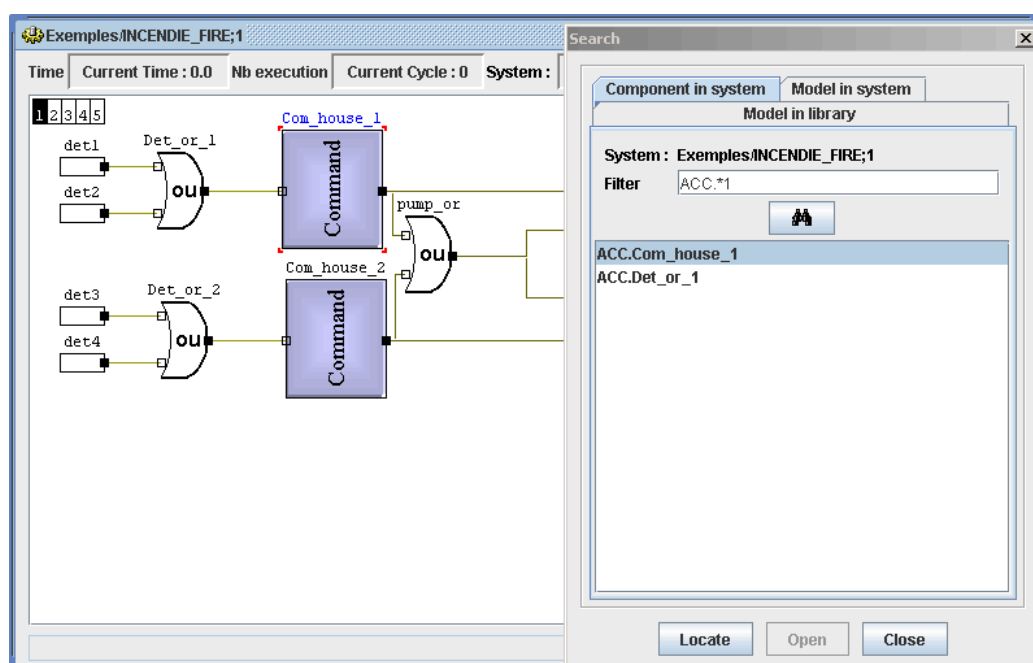 Exemples/INCENDIE_FIRE;1
Time Current Time : 0.0 Nb execution Current Cycle : 0 System :
1 2 3 4 5
det1
det2
Det_or_1
ou
Com_house_1
Command
pump_or
ou
det3
det4
Det_or_2
ou
Com_house_2
Command
Search
Component in system Model in system
Model in library
System : Exemples/INCENDIE_FIRE;1
Filter ACC.*1
ACC.Com_house_1
ACC.Det_or_1
Locate Open Close